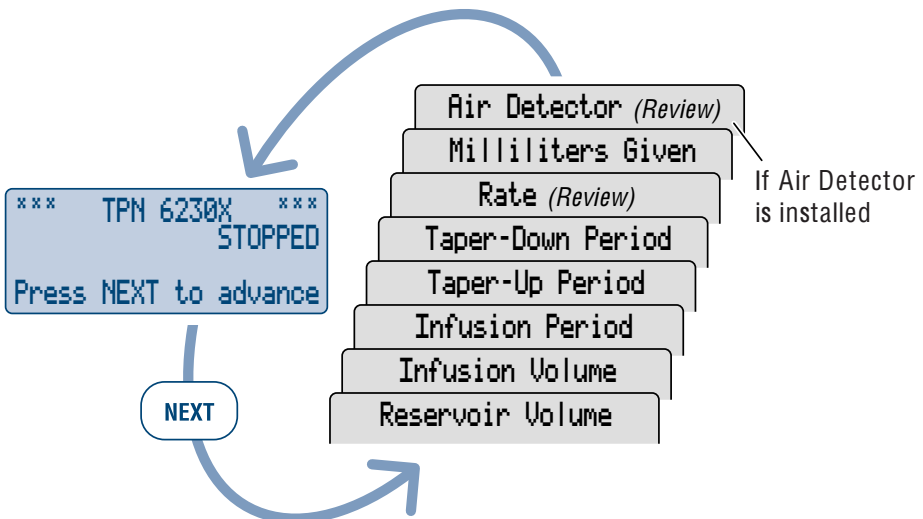 Air Detector (Review)
Milliliters Given
Rate (Review)
Taper-Down Period
Taper-Up Period
Infusion Period
Infusion Volume
Reservoir Volume
If Air Detector
is installed
*** TPN 6230X ***
STOPPED
Press NEXT to advance
NEXT